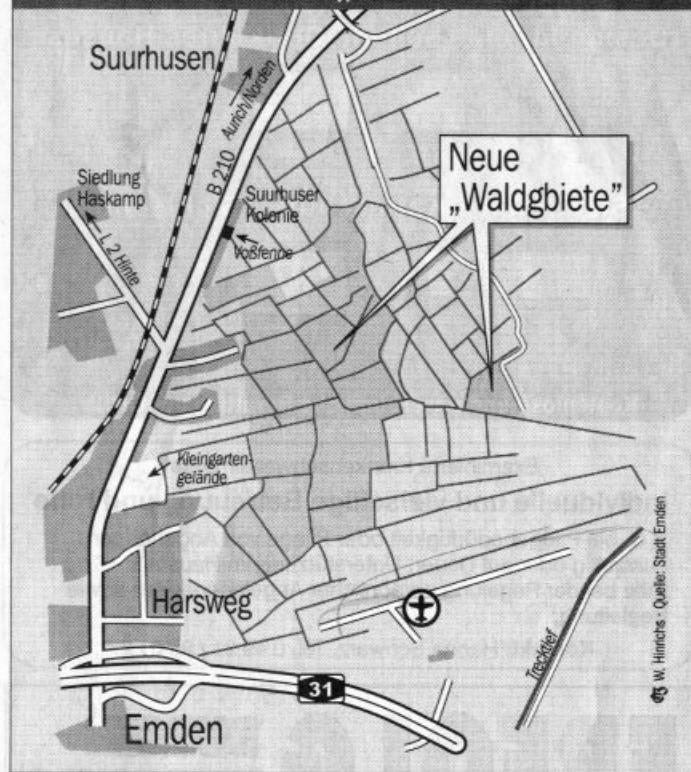 Suurhusen
Aurich/Norden
B 210
Siedlung
Haskamp
L 2 Hinte
Suurhuser
Kolonie
Voßfenne
Neue
„Waldgbiete”
Kleingarten-
gelände
Harsweg
31
Emden
Trecktief
W. Hinrichs · Quelle: Stadt Emden